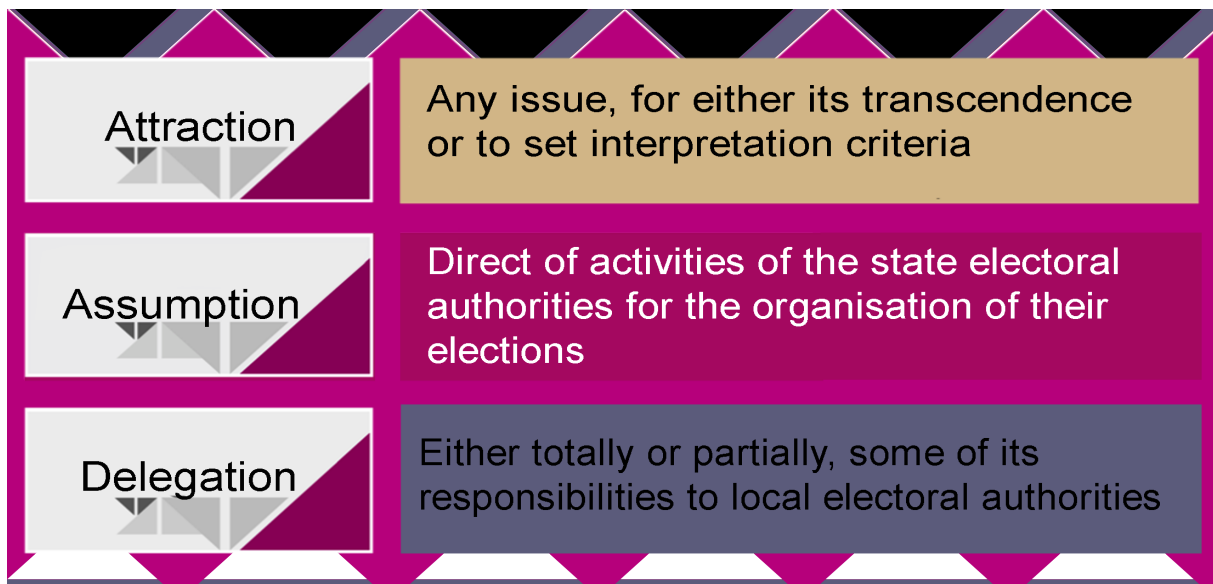 Attraction
Any issue, for either its transcendence
or to set interpretation criteria
Assumption
Direct of activities of the state electoral
authorities for the organisation of their
elections
Delegation
Either totally or partially, some of its
responsibilities to local electoral authorities